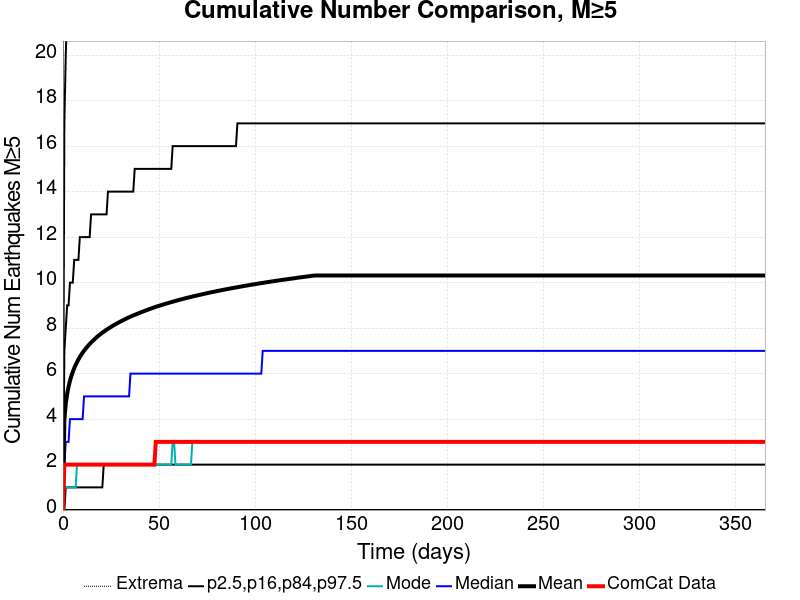 Cumulative Number Comparison, M≥5
Cumulative Num Earthquakes M≥5
20
18
16
14
12
10
8
6
4
2
0
0 50 100 150 200 250 300 350
Time (days)
Extrema p2.5,p16,p84,p97.5 Mode Median Mean ComCat Data